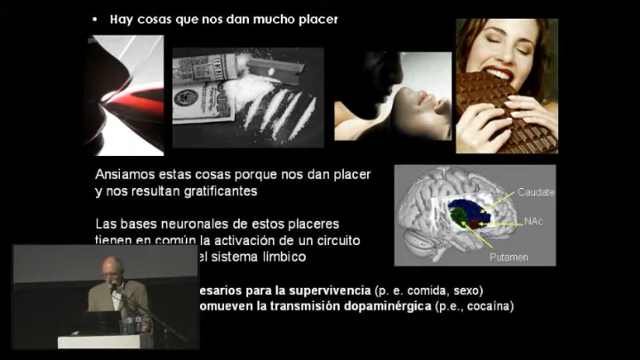 • Hay cosas que nos dan mucho placer
Ansiamos estas cosas porque nos dan placer
y nos resultan gratificantes
Las bases neuronales de estos placeres
tienen en común la activación de un circuito
el sistema límbico
Caudate
NAc
Putamen
esarios para la supervivencia (p. e. comida, sexo)
omueven la transmisión dopaminérgica (p.e., cocaína)